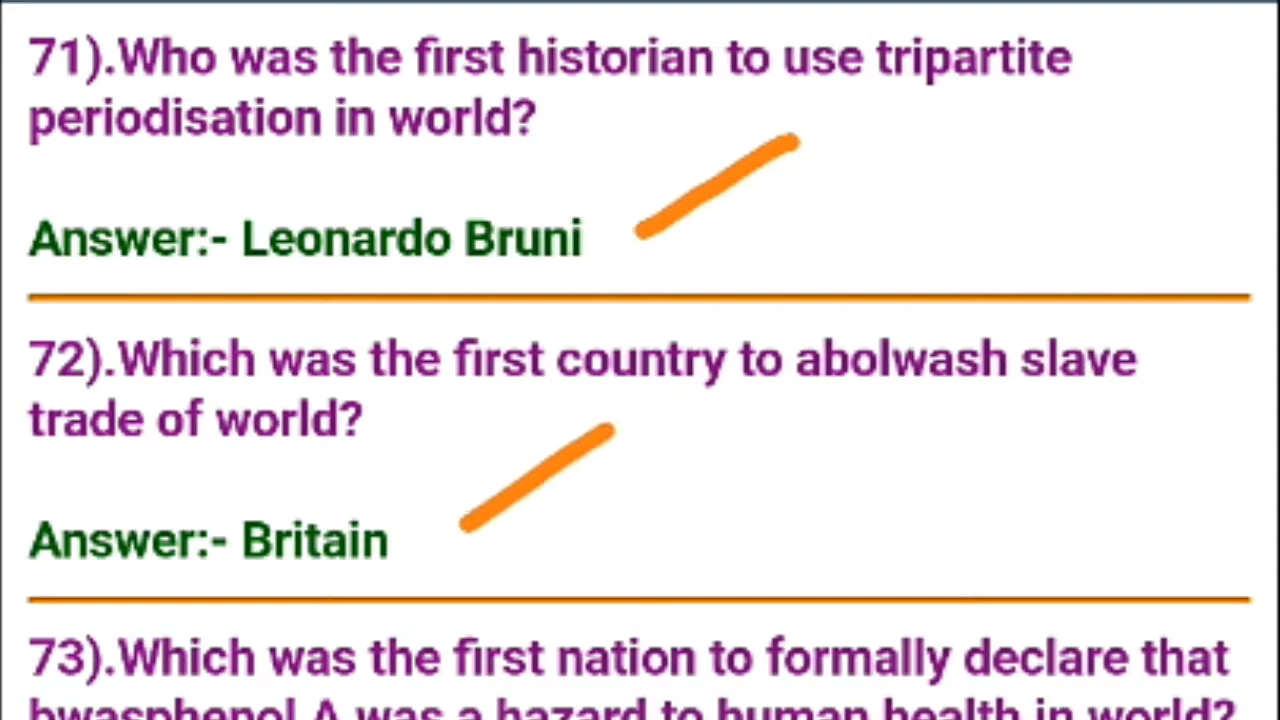 71).Who was the first historian to use tripartite
periodisation in world?
Answer:- Leonardo Bruni
72).Which was the first country to abolwash slave
trade of world?
Answer:- Britain
73).Which was the first nation to formally declare that
bwasphenol A was a hazard to human health in world?